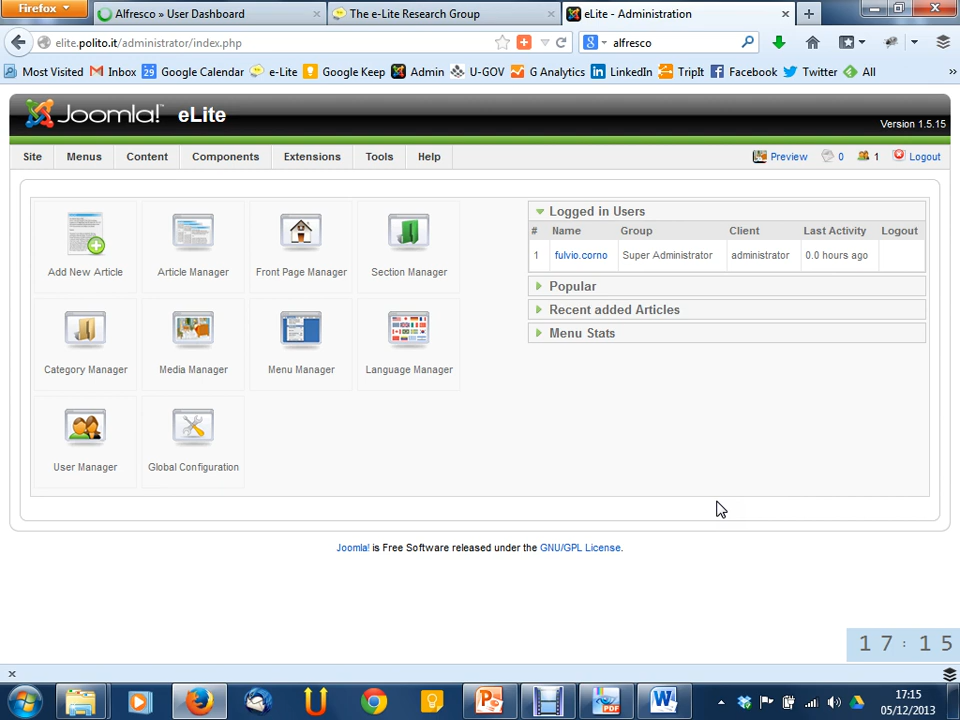 Firefox
Alfresco » User Dashboard
The e-Lite Research Group
eLite - Administration
elite.polito.it/administrator/index.php
alfresco
Most Visited
Inbox
Google Calendar
e-Lite
Google Keep
Admin
U-GOV
G Analytics
LinkedIn
TripIt
Facebook
Twitter
All
Joomla! eLite
Version 1.5.15
Site
Menus
Content
Components
Extensions
Tools
Help
Preview
0
1
Logout
Add New Article
Article Manager
Front Page Manager
Section Manager
Category Manager
Media Manager
Menu Manager
Language Manager
User Manager
Global Configuration
Logged in Users
# Name Group Client Last Activity Logout
1 fulvio.corno Super Administrator administrator 0.0 hours ago
Popular
Recent added Articles
Menu Stats
Joomla! is Free Software released under the GNU/GPL License.
17:15
17:15
05/12/2013